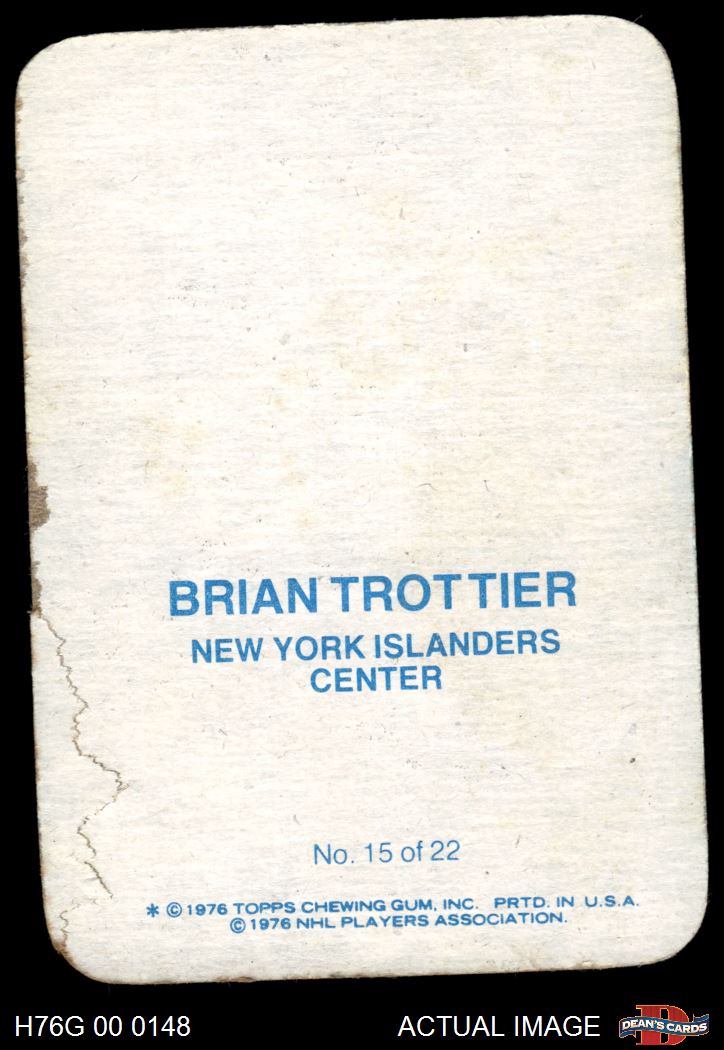 BRIAN TROTTIER
NEW YORK ISLANDERS
CENTER
No. 15 of 22
* © 1976 TOPPS CHEWING GUM, INC. PRTD. IN U.S.A.
© 1976 NHL PLAYERS ASSOCIATION.
H76G 00 0148
ACTUAL IMAGE
D
DEAN'S CARDS